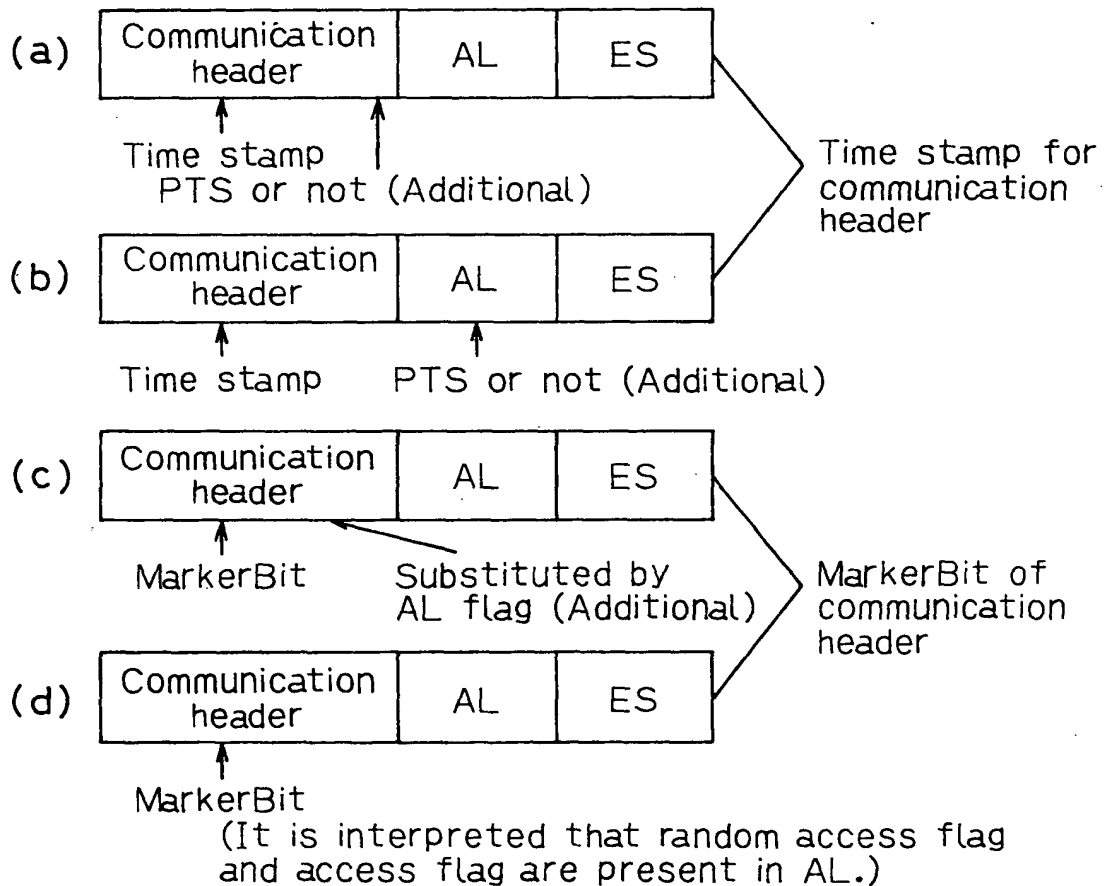 (a)
Communication
header
AL
ES
Time stamp
PTS or not (Additional)
Time stamp for
communication
header
(b)
Communication
header
AL
ES
Time stamp
PTS or not (Additional)
(c)
Communication
header
AL
ES
MarkerBit
Substituted by
AL flag (Additional)
MarkerBit of
communication
header
(d)
Communication
header
AL
ES
MarkerBit
(It is interpreted that random access flag
and access flag are present in AL.)